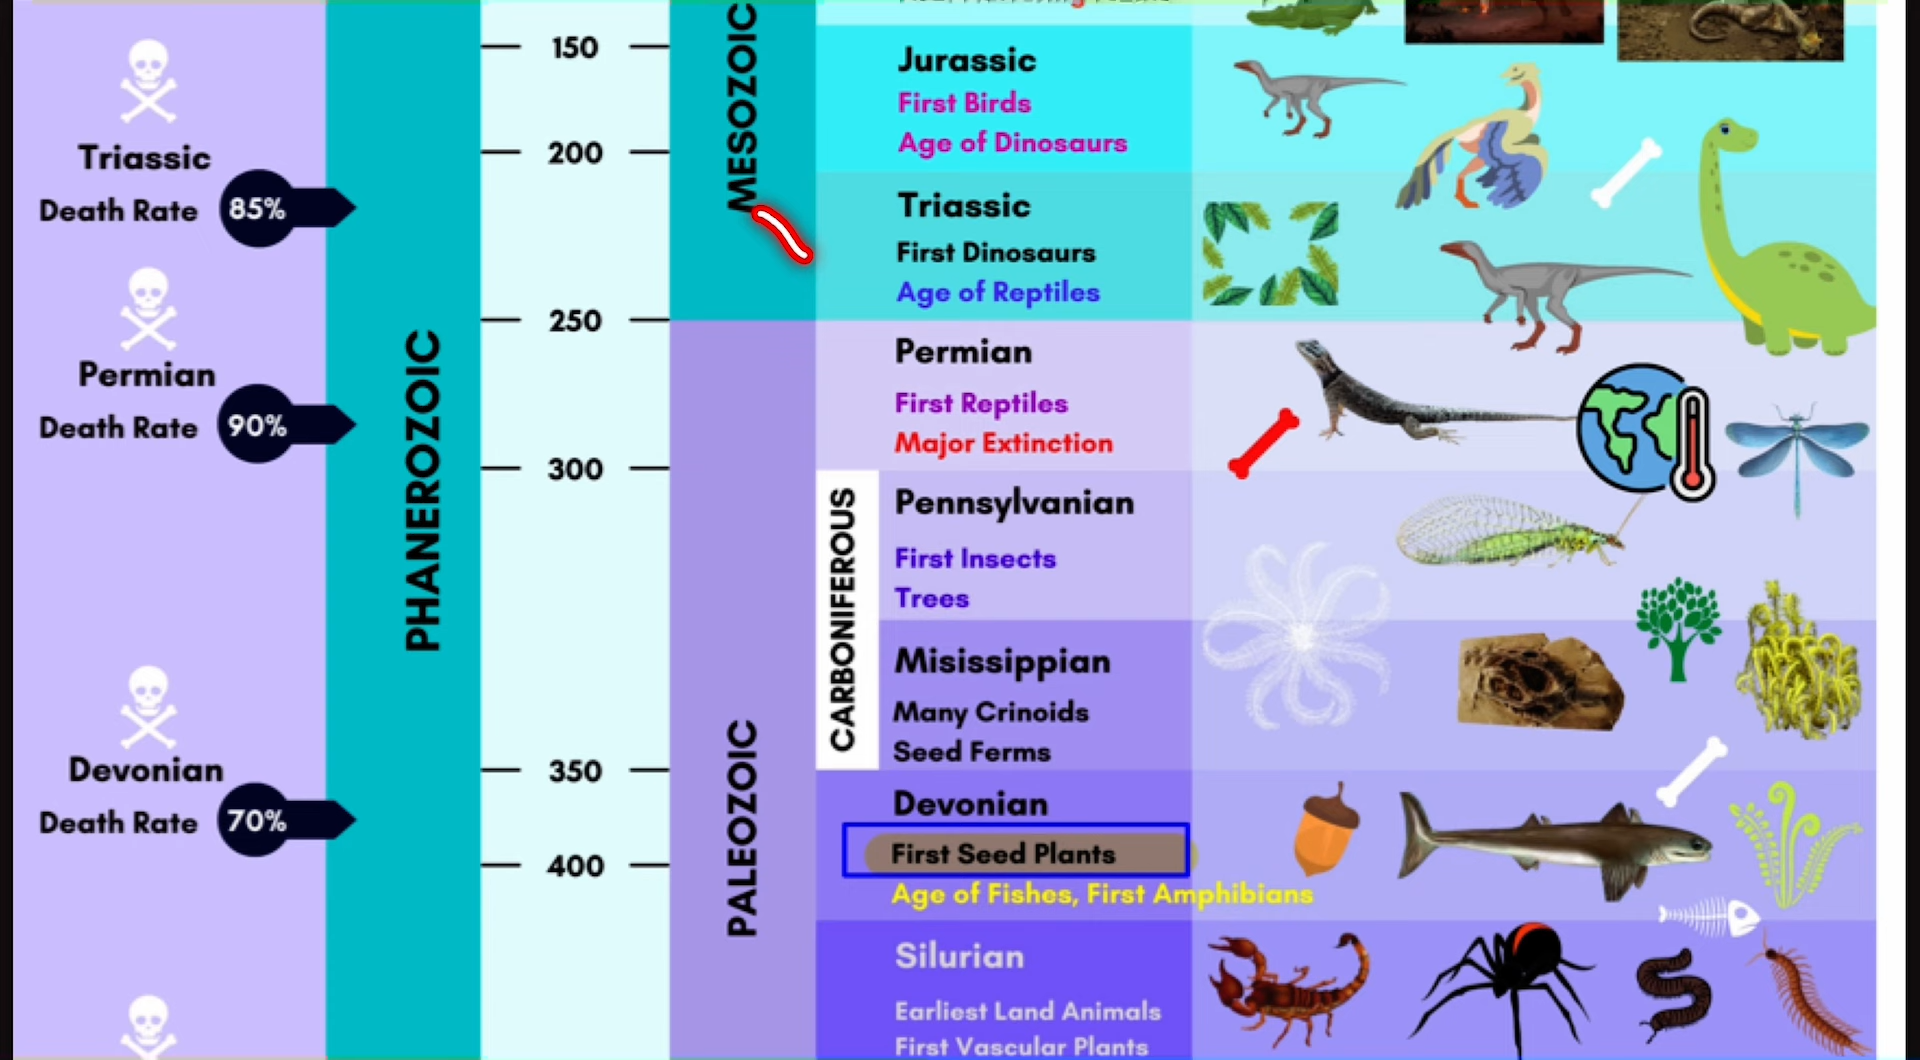 Triassic
Death Rate 85%
Permian
Death Rate 90%
Devonian
Death Rate 70%
PHANEROZOIC
150
200
250
300
350
400
MESOZOIC
PALEOZOIC
Jurassic
First Birds
Age of Dinosaurs
Triassic
First Dinosaurs
Age of Reptiles
Permian
First Reptiles
Major Extinction
CARBONIFEROUS
Pennsylvanian
First Insects
Trees
Misissippian
Many Crinoids
Seed Ferms
Devonian
First Seed Plants
Age of Fishes, First Amphibians
Silurian
Earliest Land Animals
First Vascular Plants